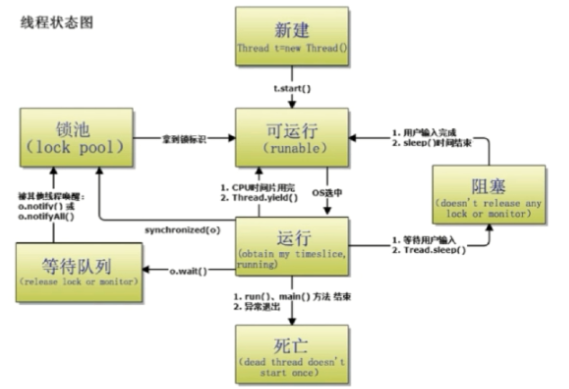 线程状态图
新建
Thread t=new Thread()
t.start()
锁池
(lock pool)
拿到锁标识
可运行
(runable)
1. 用户输入完成
2. sleep()时间结束
阻塞
(doesn't release any
lock or monitor)
被其他线程唤醒:
o.notify() 或
o.notifyAll()
1. CPU时间片用完
2. Thread.yield()
OS选中
synchronized(o)
运行
(obtain my timeslice,
running)
1. 等待用户输入
2. Tread.sleep()
等待队列
(release lock or monitor)
o.wait()
1. run()、main() 方法 结束
2. 异常退出
死亡
(dead thread doesn't
start once)